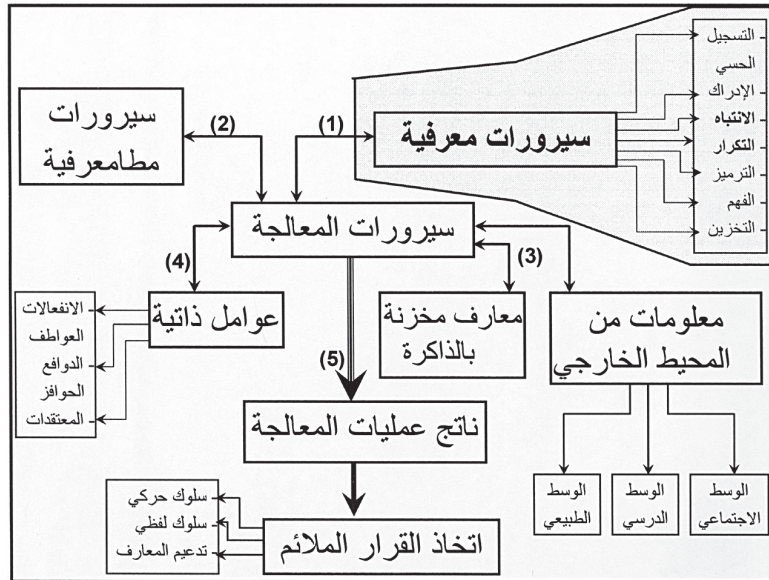 - التسجيل
الحسي
- الإدراك
- الانتباه
- التكرار
- الترميز
- الفهم
- التخزين
سيرورات معرفية
(1)
(2)
سيرورات
مطامعرفية
سيرورات المعالجة
(3)
(4)
معلومات من
المحيط الخارجي
معارف مخزنة
بالذاكرة
عوامل ذاتية
- الانفعالات
العواطف
- الدوافع
الحوافز
- المعتقدات
(5)
ناتج عمليات المعالجة
الوسط
الاجتماعي
الوسط
الدرسي
الوسط
الطبيعي
اتخاذ القرار الملائم
- سلوك حركي
- سلوك لفظي
- تدعيم المعارف